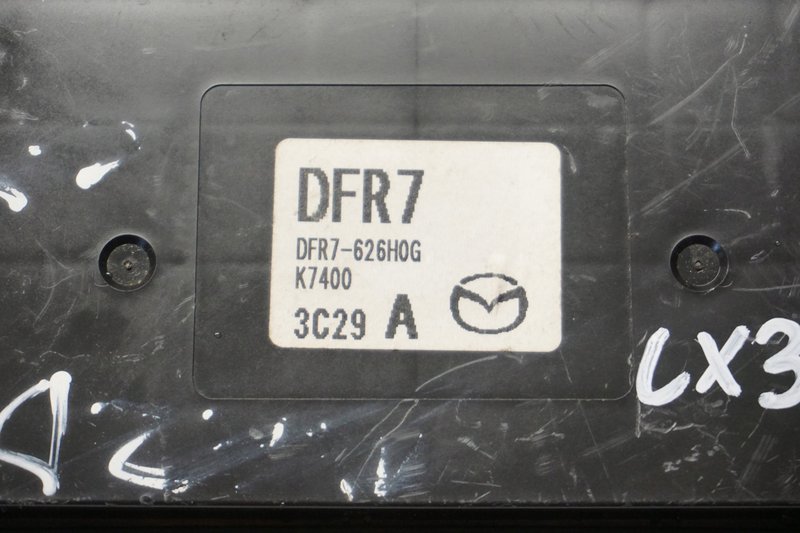 DFR7
DFR7-626H0G
K7400
3C29 A
CX3